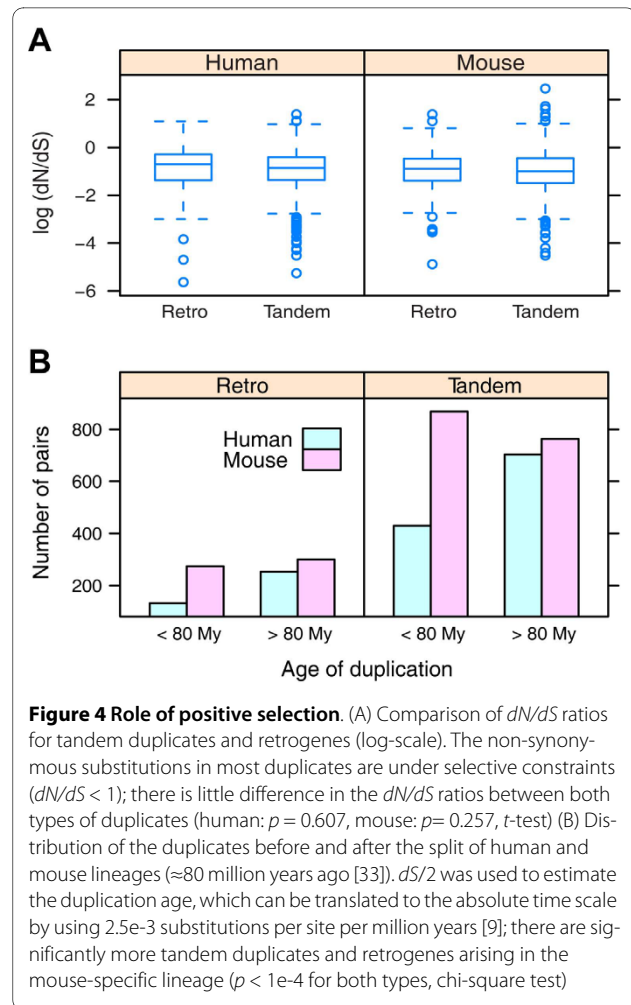 A
Human Mouse
log (dN/dS)
2
0
−2
−4
−6
Retro Tandem Retro Tandem
B
Retro Tandem
Number of pairs
800
600
400
200
Human
Mouse
< 80 My > 80 My < 80 My > 80 My
Age of duplication
Figure 4 Role of positive selection. (A) Comparison of dN/dS ratios
for tandem duplicates and retrogenes (log-scale). The non-synony-
mous substitutions in most duplicates are under selective constraints
(dN/dS < 1); there is little difference in the dN/dS ratios between both
types of duplicates (human: p = 0.607, mouse: p= 0.257, t-test) (B) Dis-
tribution of the duplicates before and after the split of human and
mouse lineages (≈80 million years ago [33]). dS/2 was used to estimate
the duplication age, which can be translated to the absolute time scale
by using 2.5e-3 substitutions per site per million years [9]; there are sig-
nificantly more tandem duplicates and retrogenes arising in the
mouse-specific lineage (p < 1e-4 for both types, chi-square test)